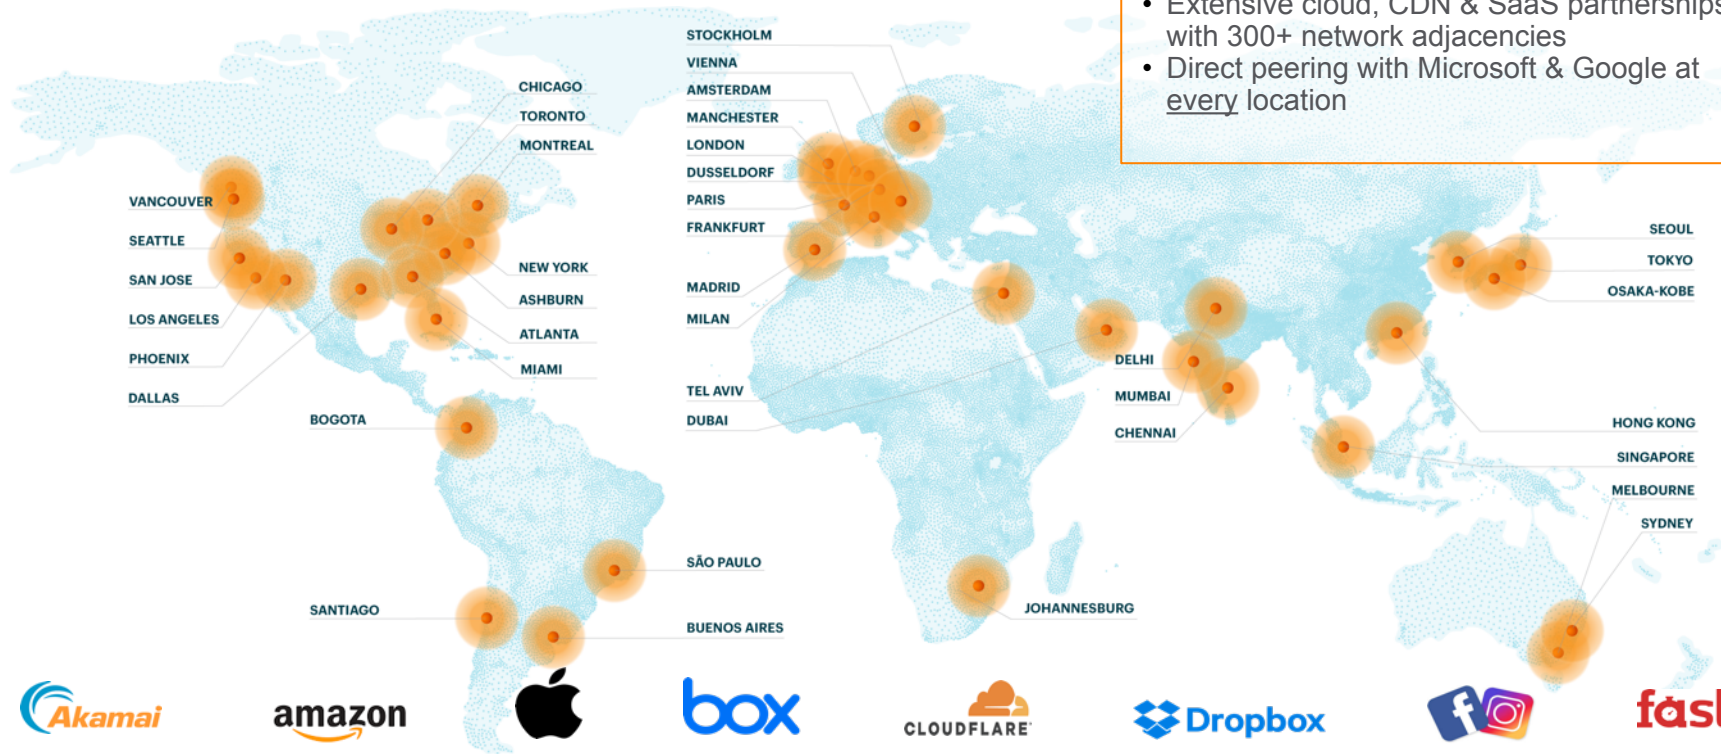 • Extensive cloud, CDN & SaaS partnerships
with 300+ network adjacencies
• Direct peering with Microsoft & Google at
every location
STOCKHOLM
VIENNA
AMSTERDAM
MANCHESTER
LONDON
DUSSELDORF
PARIS
FRANKFURT
MADRID
MILAN
TEL AVIV
DUBAI
CHICAGO
TORONTO
MONTREAL
VANCOUVER
SEATTLE
SAN JOSE
LOS ANGELES
PHOENIX
DALLAS
NEW YORK
ASHBURN
ATLANTA
MIAMI
BOGOTA
SANTIAGO
SÃO PAULO
BUENOS AIRES
JOHANNESBURG
DELHI
MUMBAI
CHENNAI
SEOUL
TOKYO
OSAKA-KOBE
HONG KONG
SINGAPORE
MELBOURNE
SYDNEY
Akamai
amazon
box
CLOUDFLARE
Dropbox
f
fasl